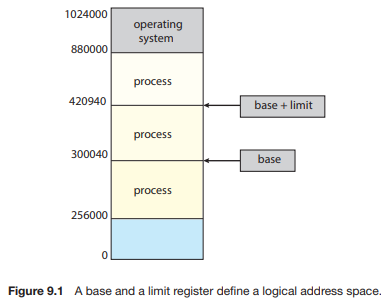 1024000
operating
system
880000
process
420940
base + limit
process
300040
base
process
256000
0
Figure 9.1 A base and a limit register define a logical address space.